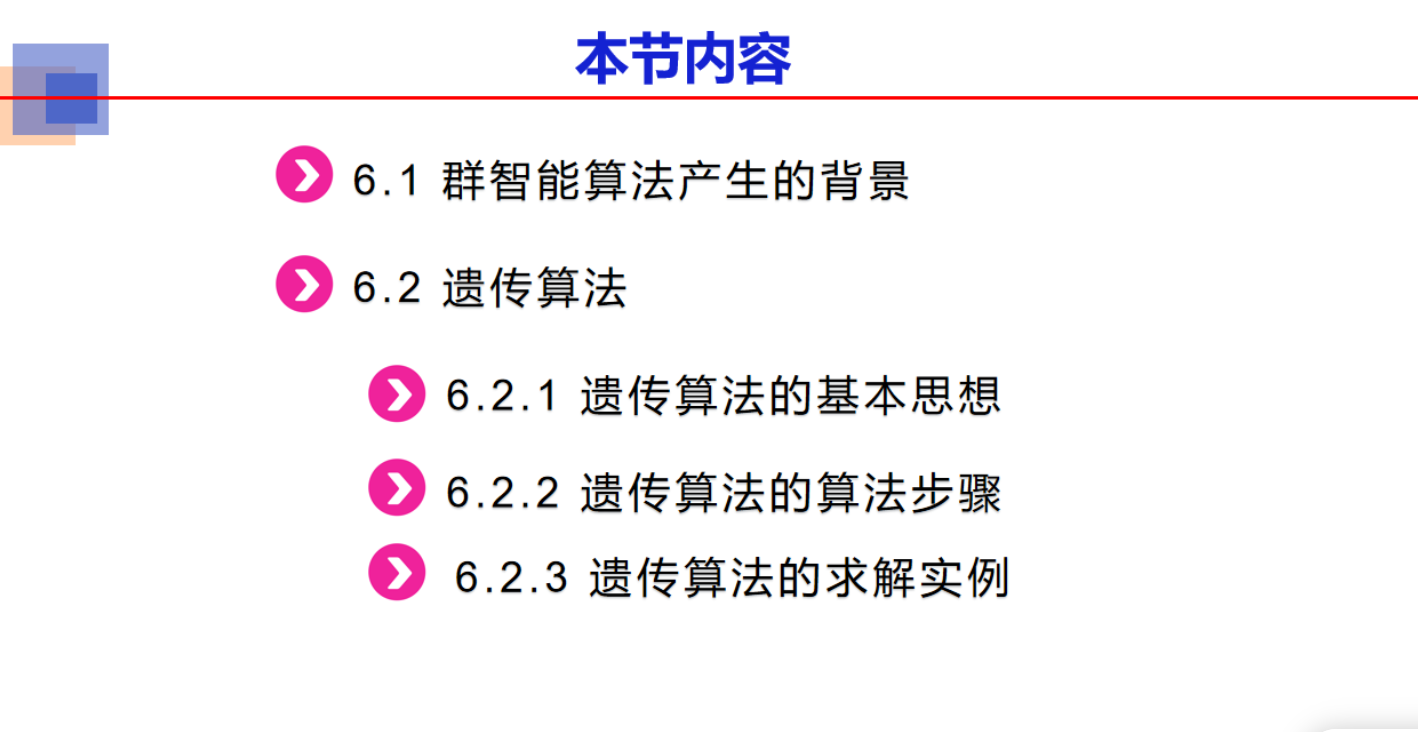 本节内容
6.1 群智能算法产生的背景
6.2 遗传算法
6.2.1 遗传算法的基本思想
6.2.2 遗传算法的算法步骤
6.2.3 遗传算法的求解实例